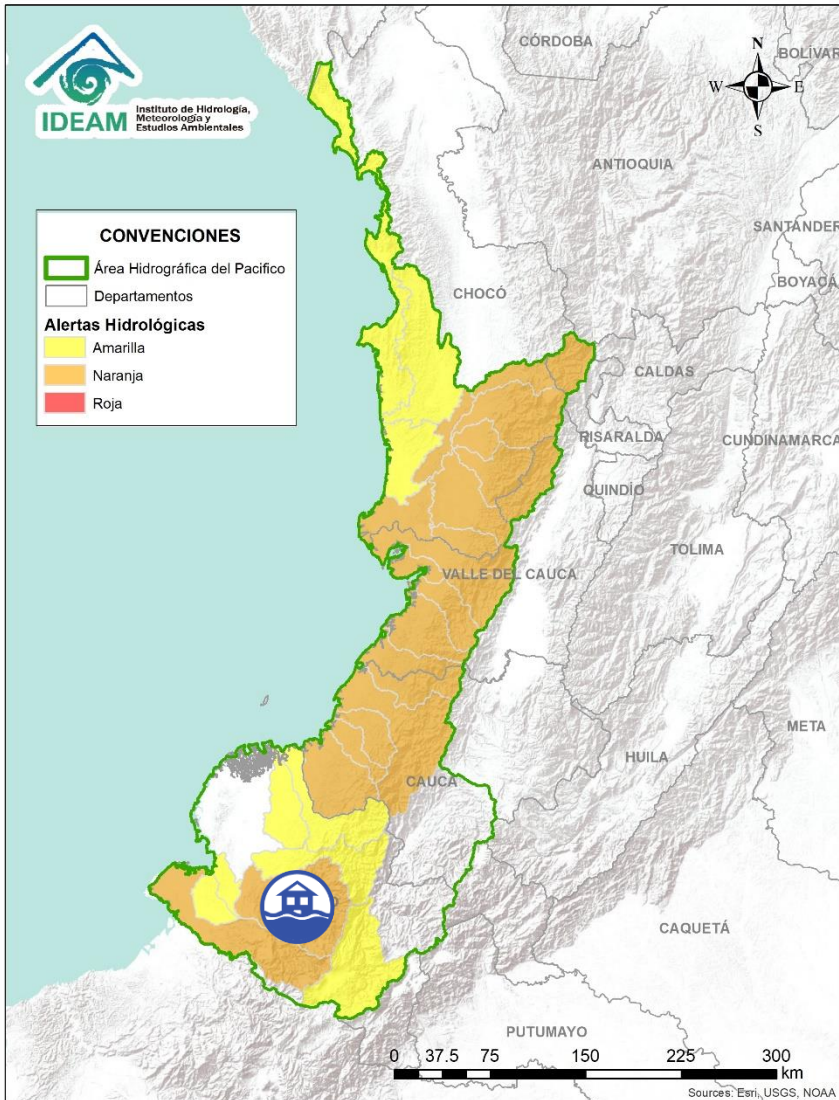 IDEAM
Instituto de Hidrología,
Meteorología y
Estudios Ambientales
CÓRDOBA
BOLÍVAR
N
W
E
S
ANTIOQUIA
SANTANDER
CONVENCIONES
Área Hidrográfica del Pacifico
Departamentos
Alertas Hidrológicas
Amarilla
Naranja
Roja
BOYACÁ
CHOCÓ
CALDAS
RISARALDA
CUNDINAMARCA
QUINDÍO
TOLIMA
VALLE DEL CAUCA
META
HUILA
CAUCA
CAQUETÁ
PUTUMAYO
0 37.5 75 150 225 300
km
Sources: Esri, USGS, NOAA